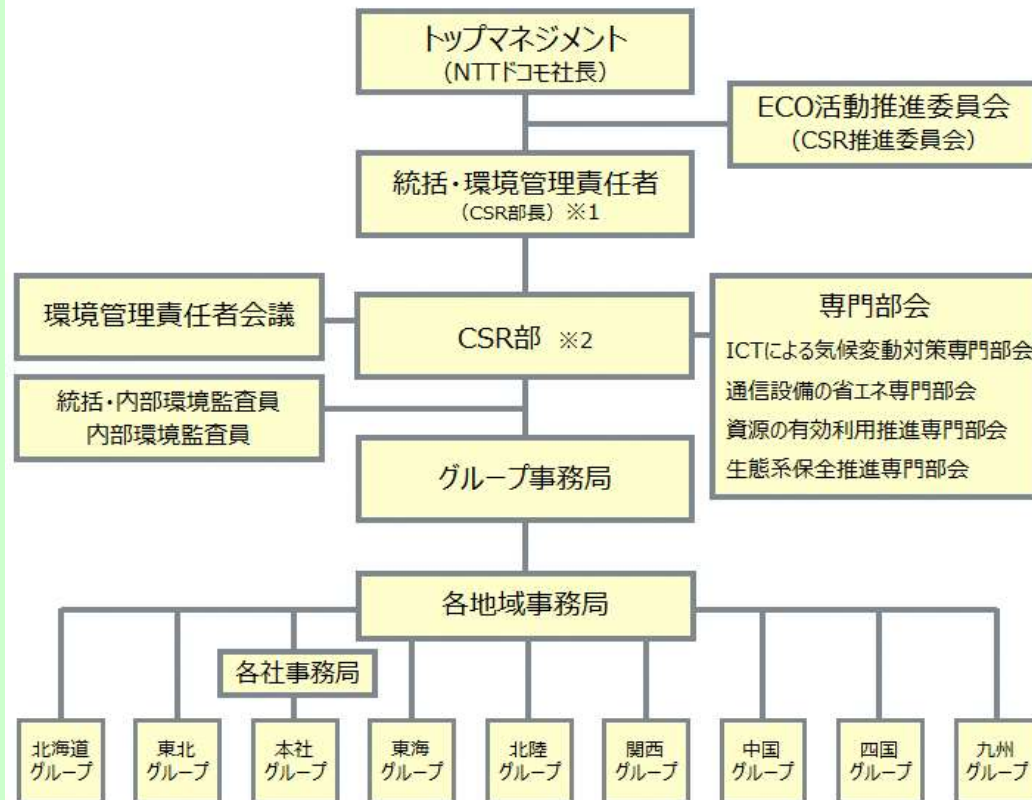 トップマネジメント
(NTTドコモ社長)
ECO活動推進委員会
(CSR推進委員会)
統括・環境管理責任者
(CSR部長) ※1
環境管理責任者会議
CSR部 ※2
専門部会
ICTによる気候変動対策専門部会
通信設備の省エネ専門部会
資源の有効利用推進専門部会
生態系保全推進専門部会
統括・内部環境監査員
内部環境監査員
グループ事務局
各地域事務局
各社事務局
北海道
グループ
東北
グループ
本社
グループ
東海
グループ
北陸
グループ
関西
グループ
中国
グループ
四国
グループ
九州
グループ